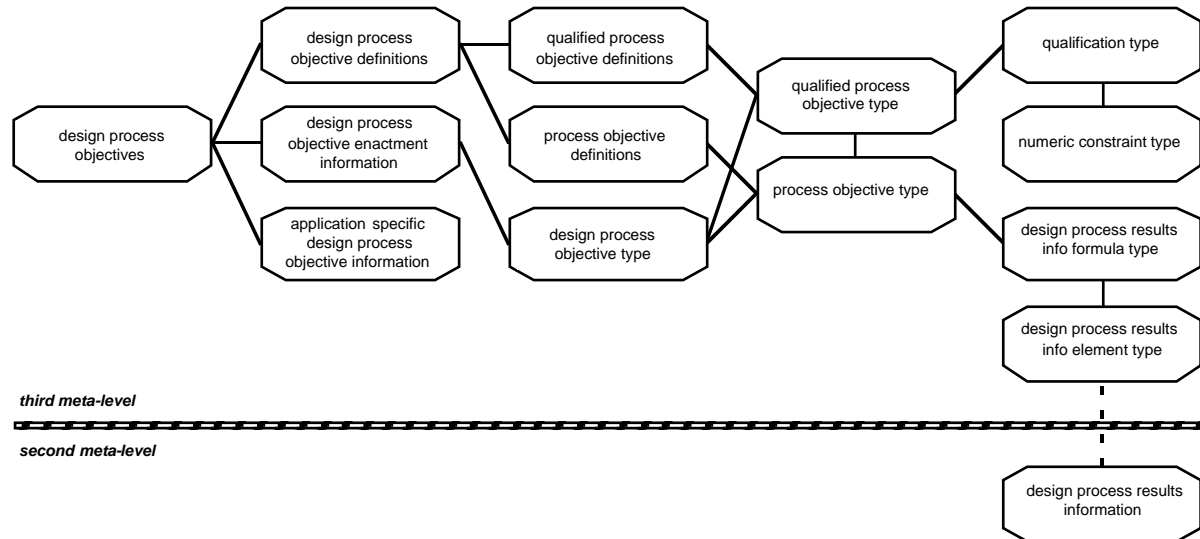 design process
objectives
design process
objective definitions
design process
objective enactment
information
application specific
design process
objective information
qualified process
objective definitions
process objective
definitions
design process
objective type
qualified process
objective type
process objective type
qualification type
numeric constraint type
design process results
info formula type
design process results
info element type
third meta-level
second meta-level
design process results
information